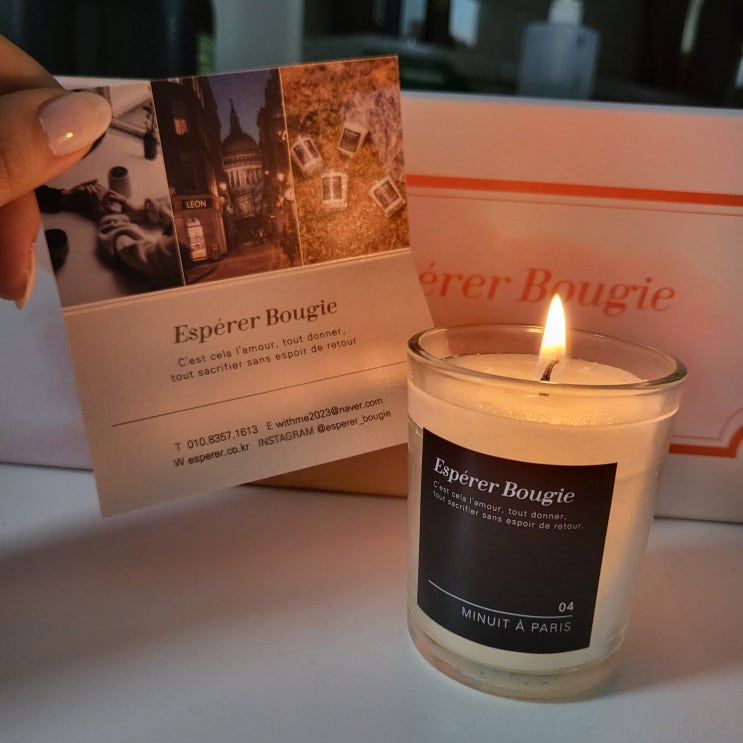 LEON
Espérer Bougie
C'est cela l'amour, tout donner,
tout sacrifier sans espoir de retour
T 010.8357.1613 E withme2023@naver.com
W esperer.co.kr INSTAGRAM @esperer_bougie
érer Bougie
Espérer Bougie
C'est cela l'amour, tout donner,
tout sacrifier sans espoir de retour.
04
MINUIT À PARIS